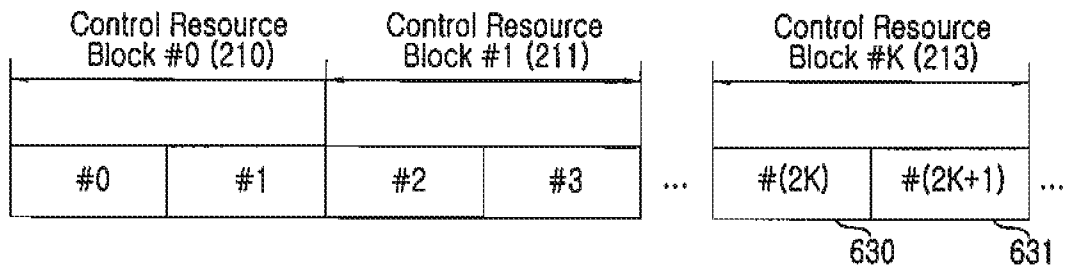 Control Resource
Block #0 (210)
Control Resource
Block #1 (211)
Control Resource
Block #K (213)
#0 #1 #2 #3 ... #(2K) #(2K+1) ...
630 631